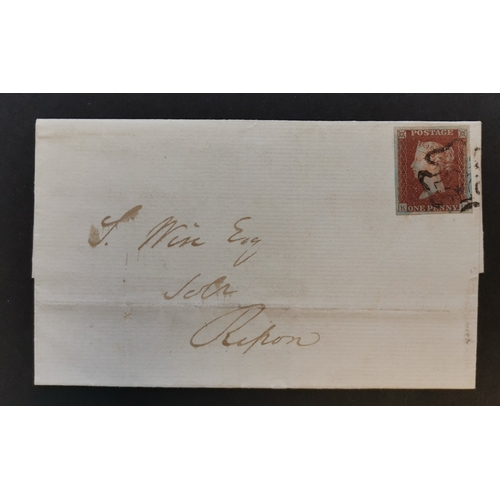 POSTAGE
ONE PENNY
S. Wise Esq
Solr
Ripon